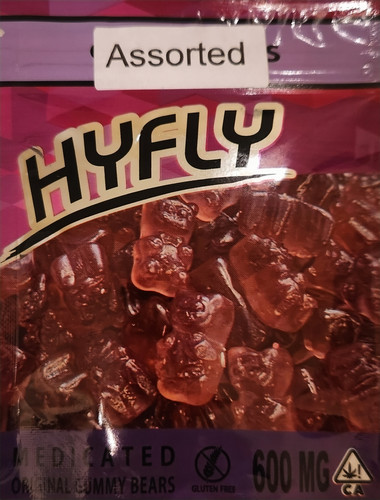 Assorted
HYFLY
MEDICATED
ORIGINAL GUMMY BEARS
GLUTEN FREE
600 MG
CA